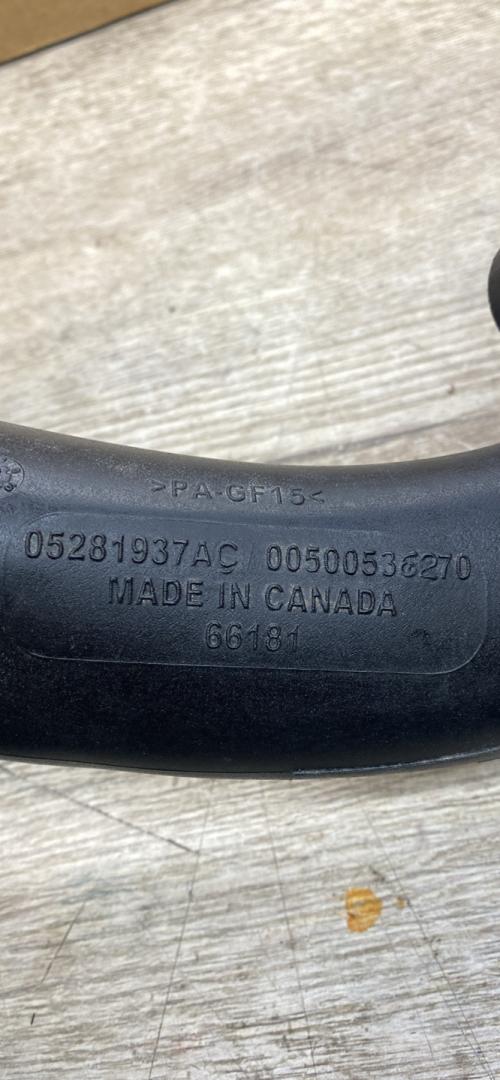 >PA-GF15<
05281937AC / 00500536270
MADE IN CANADA
66181